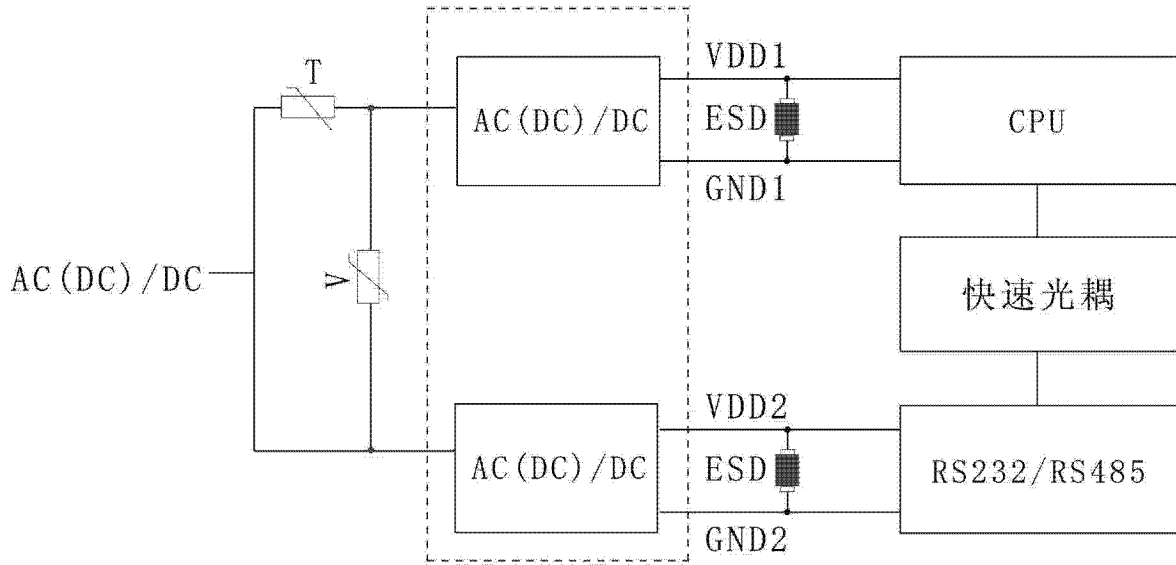 T
VDD1
AC(DC)/DC
ESD
CPU
GND1
AC(DC)/DC
V
快速光耦
VDD2
AC(DC)/DC
ESD
RS232/RS485
GND2